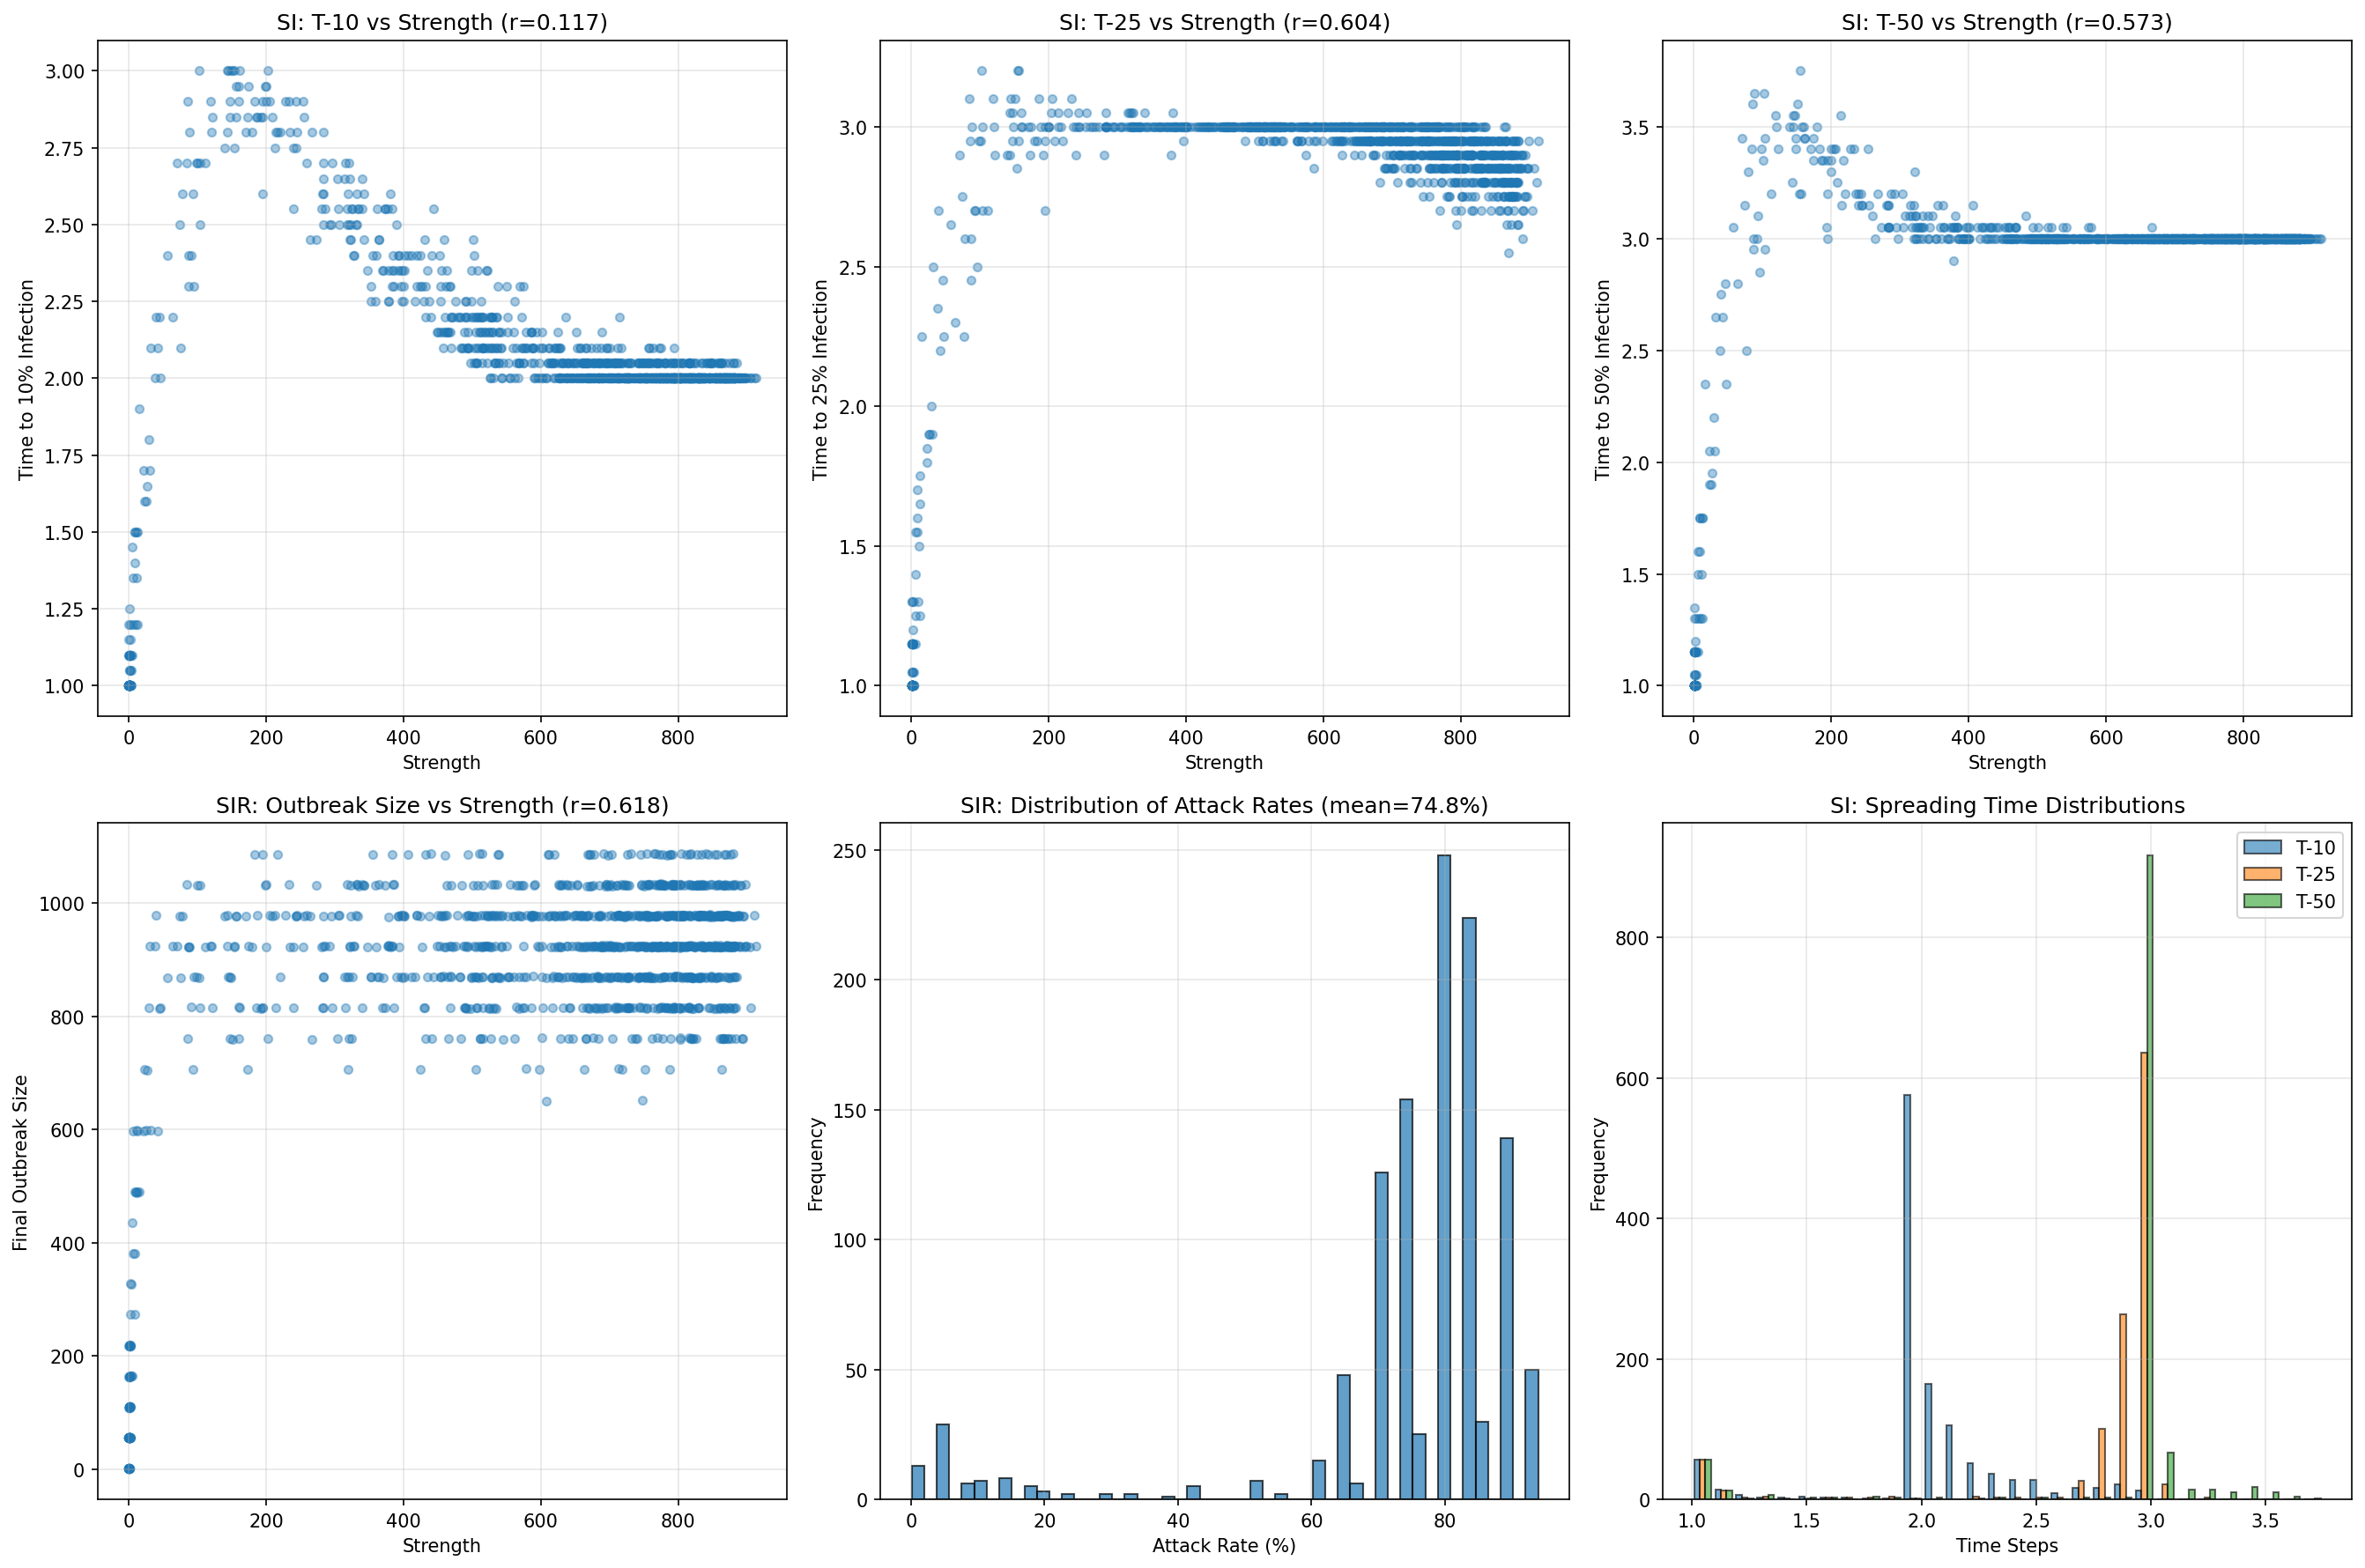 SI: T-10 vs Strength (r=0.117)
Time to 10% Infection
3.00
2.75
2.50
2.25
2.00
1.75
1.50
1.25
1.00
0 200 400 600 800
Strength
SI: T-25 vs Strength (r=0.604)
Time to 25% Infection
3.0
2.5
2.0
1.5
1.0
0 200 400 600 800
Strength
SI: T-50 vs Strength (r=0.573)
Time to 50% Infection
3.5
3.0
2.5
2.0
1.5
1.0
0 200 400 600 800
Strength
SIR: Outbreak Size vs Strength (r=0.618)
Final Outbreak Size
1000
800
600
400
200
0
0 200 400 600 800
Strength
SIR: Distribution of Attack Rates (mean=74.8%)
Frequency
250
200
150
100
50
0
0 20 40 60 80
Attack Rate (%)
SI: Spreading Time Distributions
Frequency
800
600
400
200
0
T-10
T-25
T-50
1.0 1.5 2.0 2.5 3.0 3.5
Time Steps